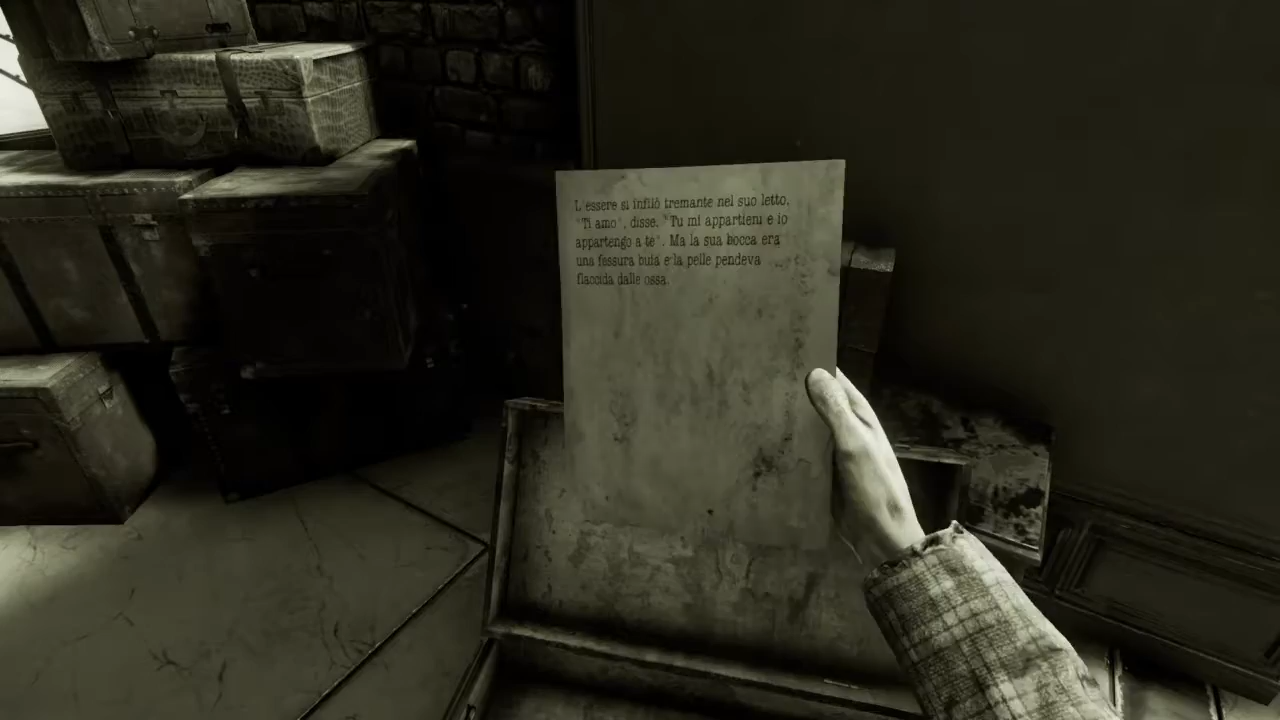 L'essere si infilò tremante nel suo letto.
"Ti amo", disse. "Tu mi appartieni e io
appartengo a te". Ma la sua bocca era
una fessura buia e la pelle pendeva
flaccida dalle ossa.